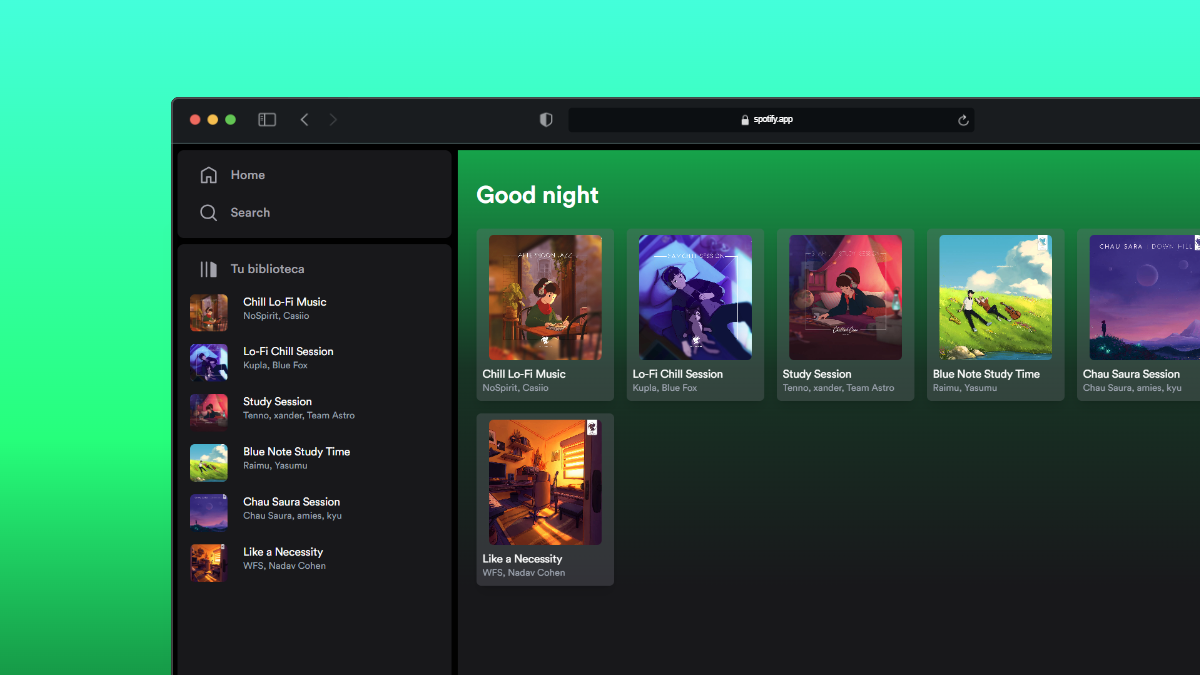 spotify.app
Home
Search
Tu biblioteca
Chill Lo-Fi Music
NoSpirit, Casiio
Lo-Fi Chill Session
Kupla, Blue Fox
Study Session
Tenno, xander, Team Astro
Blue Note Study Time
Raimu, Yasumu
Chau Saura Session
Chau Saura, amies, kyu
Like a Necessity
WFS, Nadav Cohen
Good night
CHAU SARA DOWN HILL
Chill Lo-Fi Music
NoSpirit, Casiio
Lo-Fi Chill Session
Kupla, Blue Fox
Study Session
Tenno, xander, Team Astro
Blue Note Study Time
Raimu, Yasumu
Chau Saura Session
Chau Saura, amies, kyu
Like a Necessity
WFS, Nadav Cohen